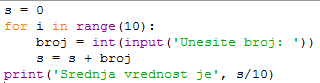 s = 0
for i in range(10):
    broj = int(input('Unesite broj: '))
    s = s + broj
print('Srednja vrednost je', s/10)